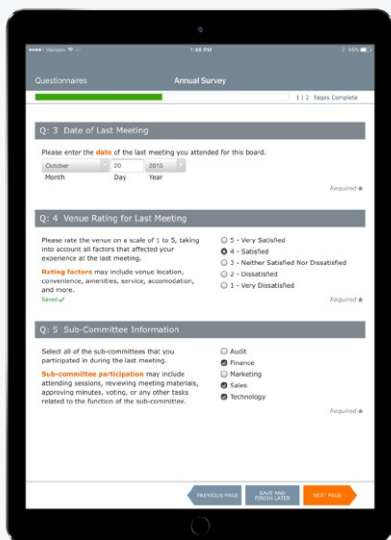 Verizon
1:46 PM
56%
Questionnaires Annual Survey
1 | 2 Pages Complete
Q: 3 Date of Last Meeting
Please enter the date of the last meeting you attended for this board.
October 20 2015
Month Day Year
Required ★
Q: 4 Venue Rating for Last Meeting
Please rate the venue on a scale of 1 to 5, taking
into account all factors that affected your
experience at the last meeting.
Rating factors may include venue location,
convenience, amenities, service, accomodation,
and more.
Saved ✓
5 - Very Satisfied
4 - Satisfied
3 - Neither Satisfied Nor Dissatisfied
2 - Dissatisfied
1 - Very Dissatisfied
Required ★
Q: 5 Sub-Committee Information
Select all of the sub-committees that you
participated in during the last meeting.
Sub-committee participation may include
attending sessions, reviewing meeting materials,
approving minutes, voting, or any other tasks
related to the function of the sub-committee.
Audit
Finance
Marketing
Sales
Technology
Required ★
PREVIOUS PAGE
SAVE AND
FINISH LATER
NEXT PAGE